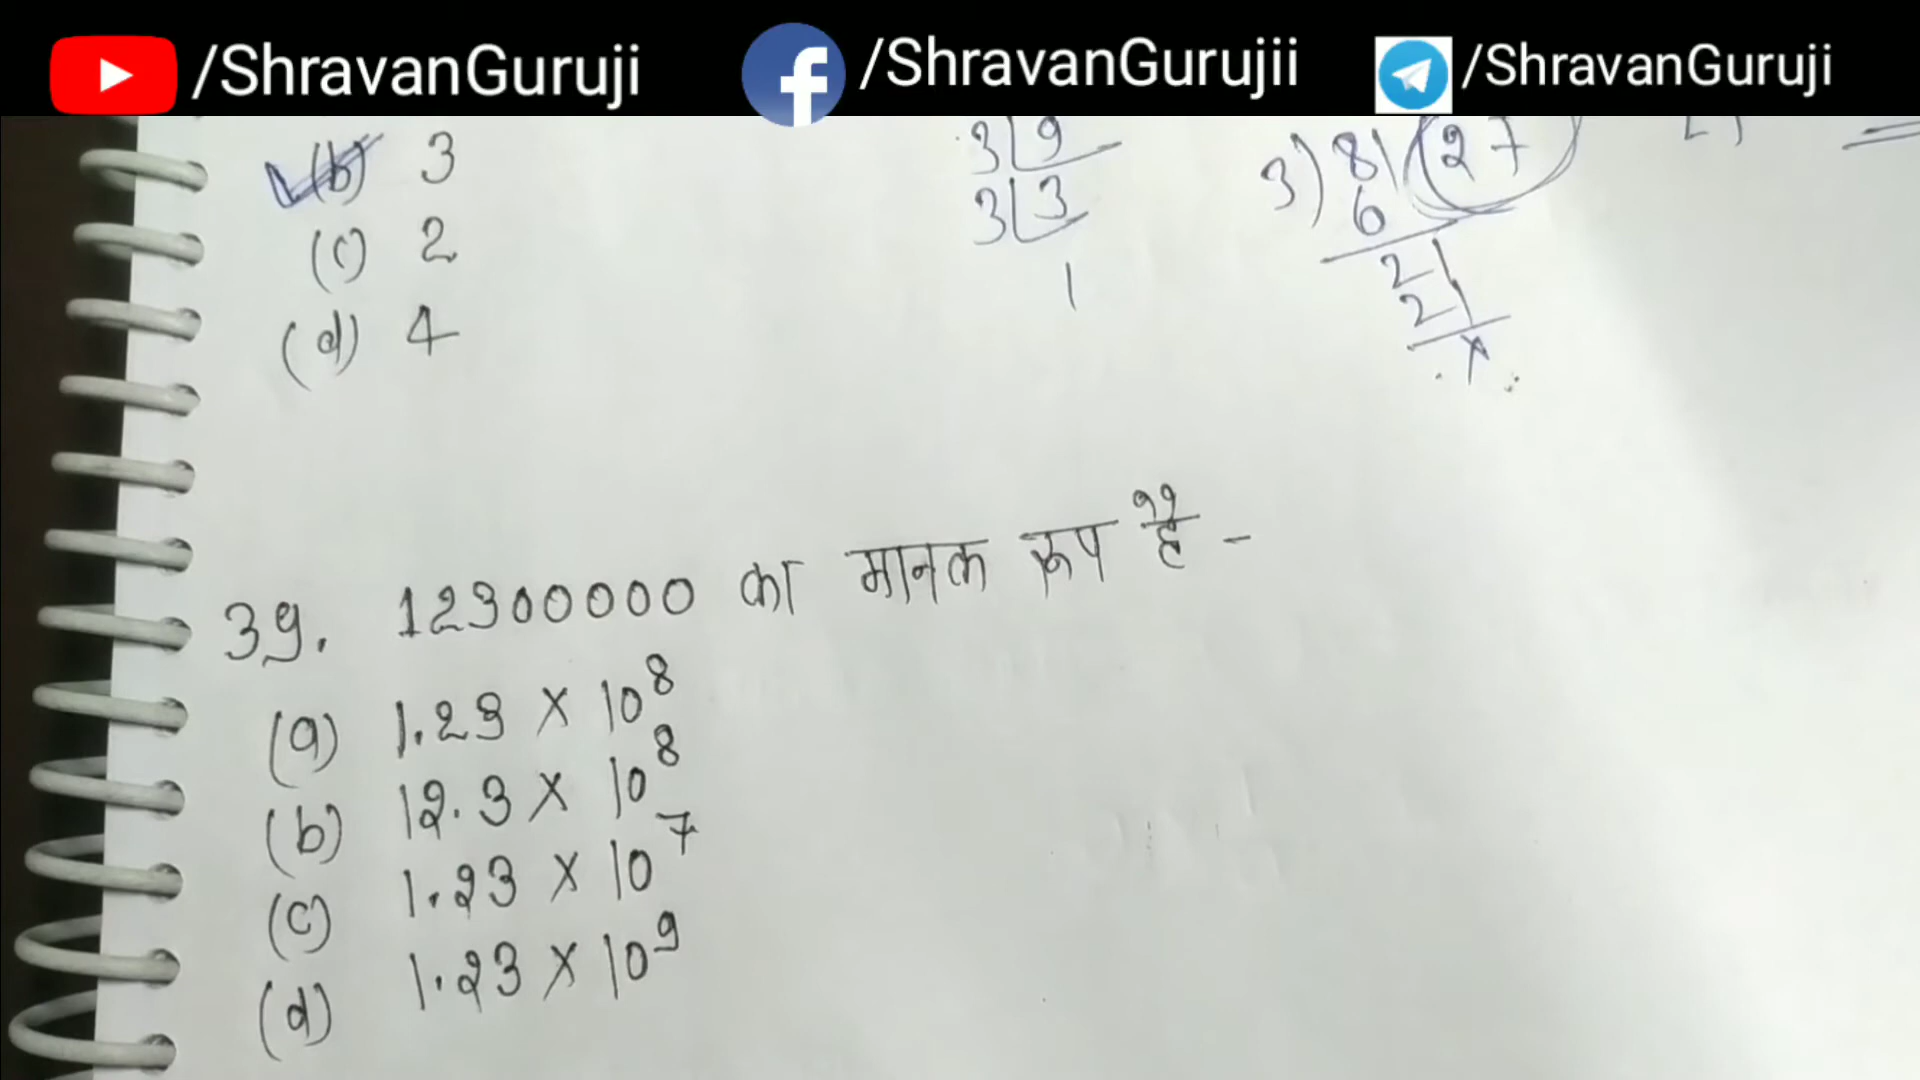 /ShravanGuruji /ShravanGurujii /ShravanGuruji
(b) 3
(c) 2
(d) 4
3 9
3 3
1
3) 81 (27
6
21
21
×
39. 12300000 का मानक रूप है -
(a) 1.23 × 10⁸
(b) 12.3 × 10⁸
(c) 1.23 × 10⁷
(d) 1.23 × 10⁹